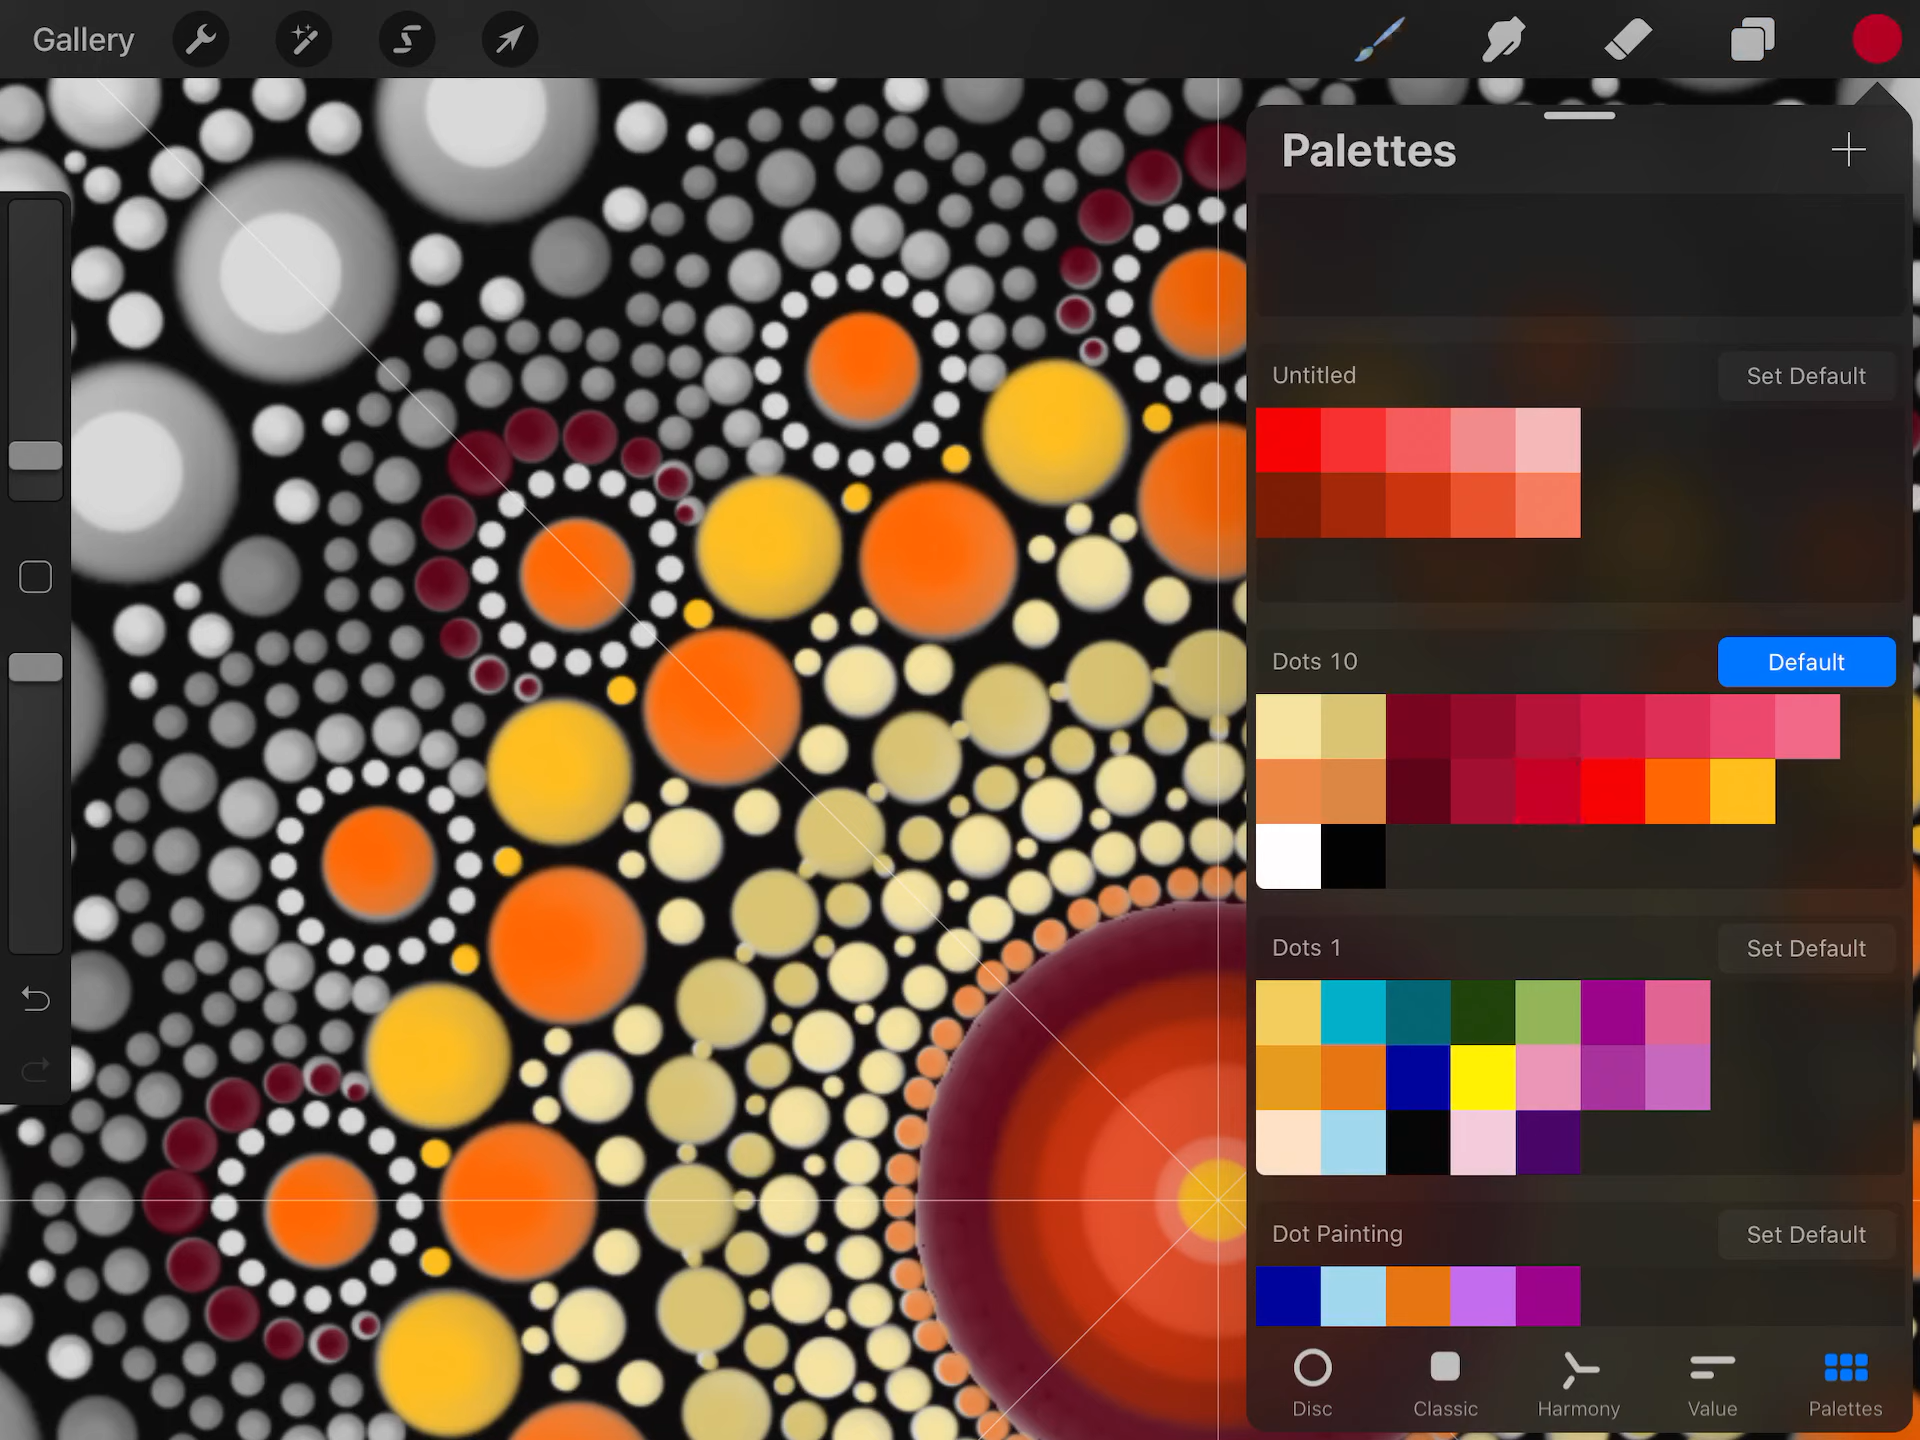 Gallery
Palettes
Untitled
Set Default
Dots 10
Default
Dots 1
Set Default
Dot Painting
Set Default
Disc
Classic
Harmony
Value
Palettes